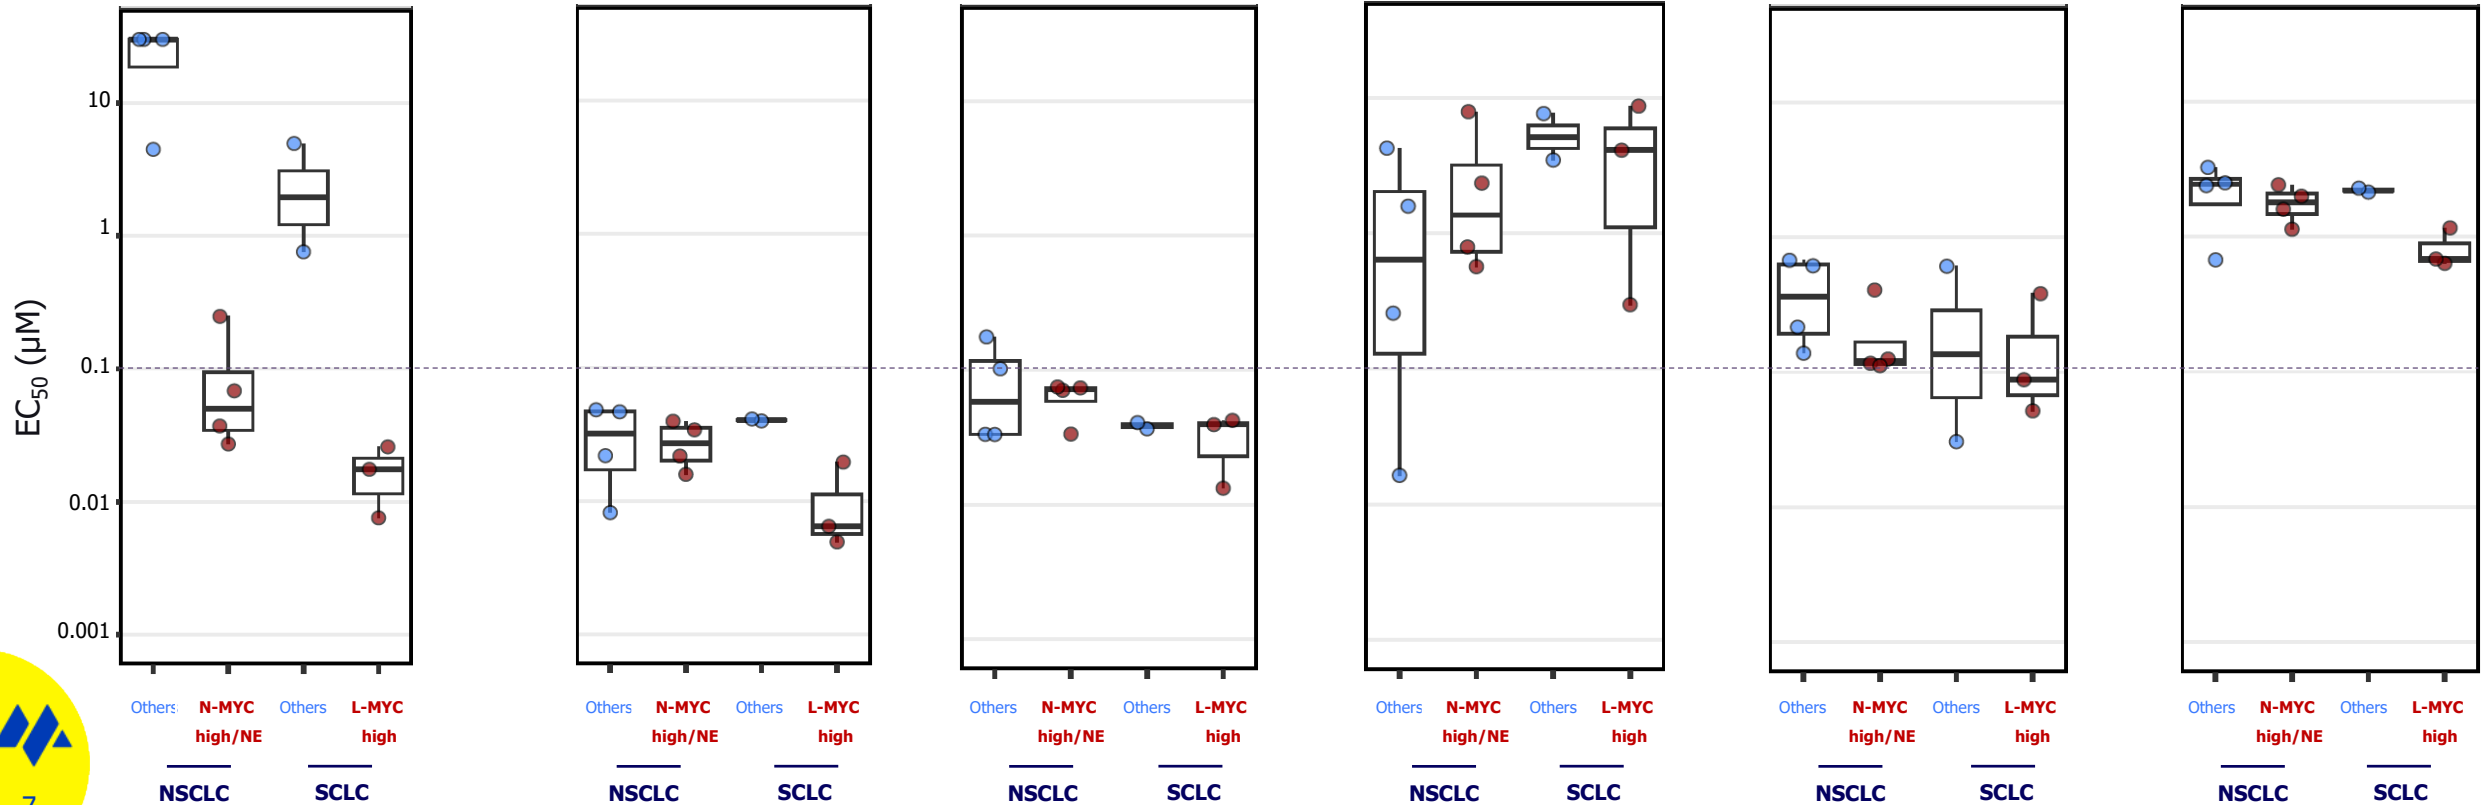 EC50 (µM)
10
1
0.1
0.01
0.001
Others N-MYC Others L-MYC Others N-MYC Others L-MYC Others N-MYC Others L-MYC Others N-MYC Others L-MYC Others N-MYC Others L-MYC Others N-MYC Others L-MYC
high/NE high high/NE high high/NE high high/NE high high/NE high high/NE high
NSCLC SCLC NSCLC SCLC NSCLC SCLC NSCLC SCLC NSCLC SCLC NSCLC SCLC
7